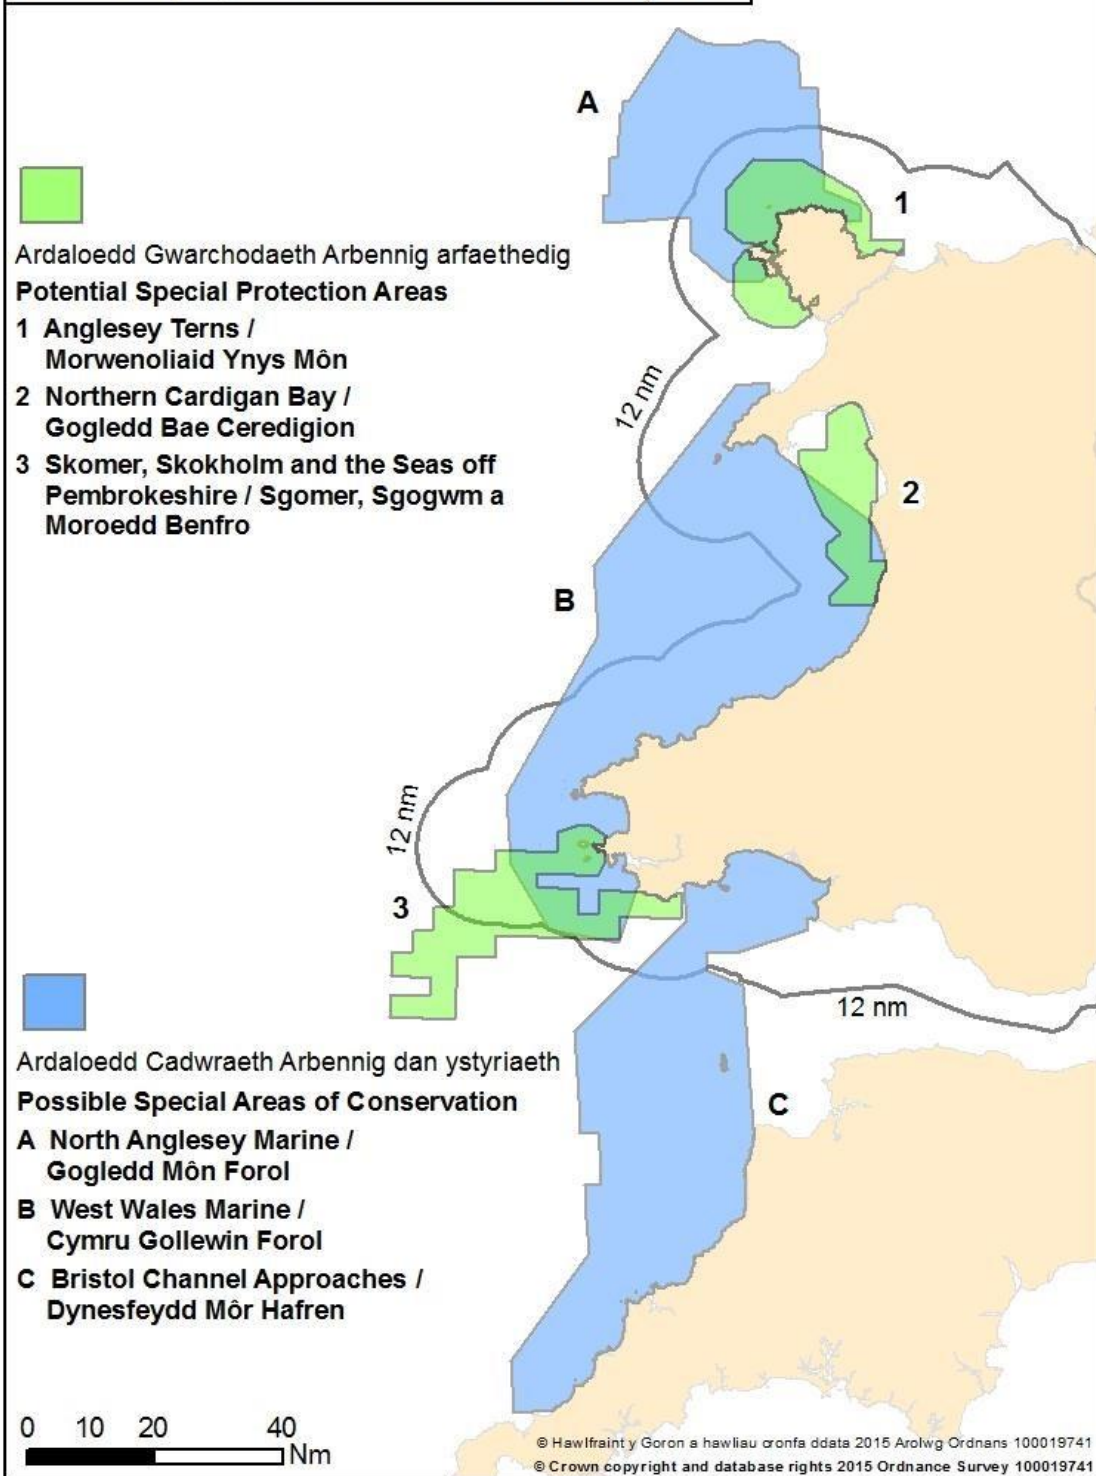 A
1
Ardaloedd Gwarchodaeth Arbennig arfaethedig
Potential Special Protection Areas
1 Anglesey Terns /
Morwenoliaid Ynys Môn
2 Northern Cardigan Bay /
Gogledd Bae Ceredigion
3 Skomer, Skokholm and the Seas off
Pembrokeshire / Sgomer, Sgogwm a
Moroedd Benfro
12 nm
2
B
12 nm
3
12 nm
C
Ardaloedd Cadwraeth Arbennig dan ystyriaeth
Possible Special Areas of Conservation
A North Anglesey Marine /
Gogledd Môn Forol
B West Wales Marine /
Cymru Gollewin Forol
C Bristol Channel Approaches /
Dynesfeydd Môr Hafren
0 10 20 40
Nm
© Hawlfraint y Goron a hawliau cronfa ddata 2015 Arolwg Ordnans 100019741
© Crown copyright and database rights 2015 Ordnance Survey 100019741